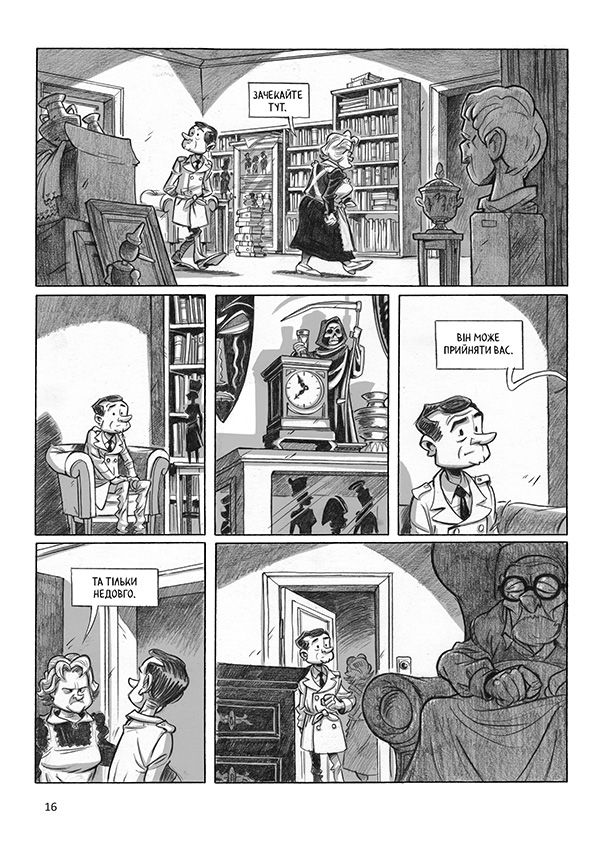 ЗАЧЕКАЙТЕ
ТУТ.
ВІН МОЖЕ
ПРИЙНЯТИ ВАС.
ТА ТІЛЬКИ
НЕДОВГО.
16